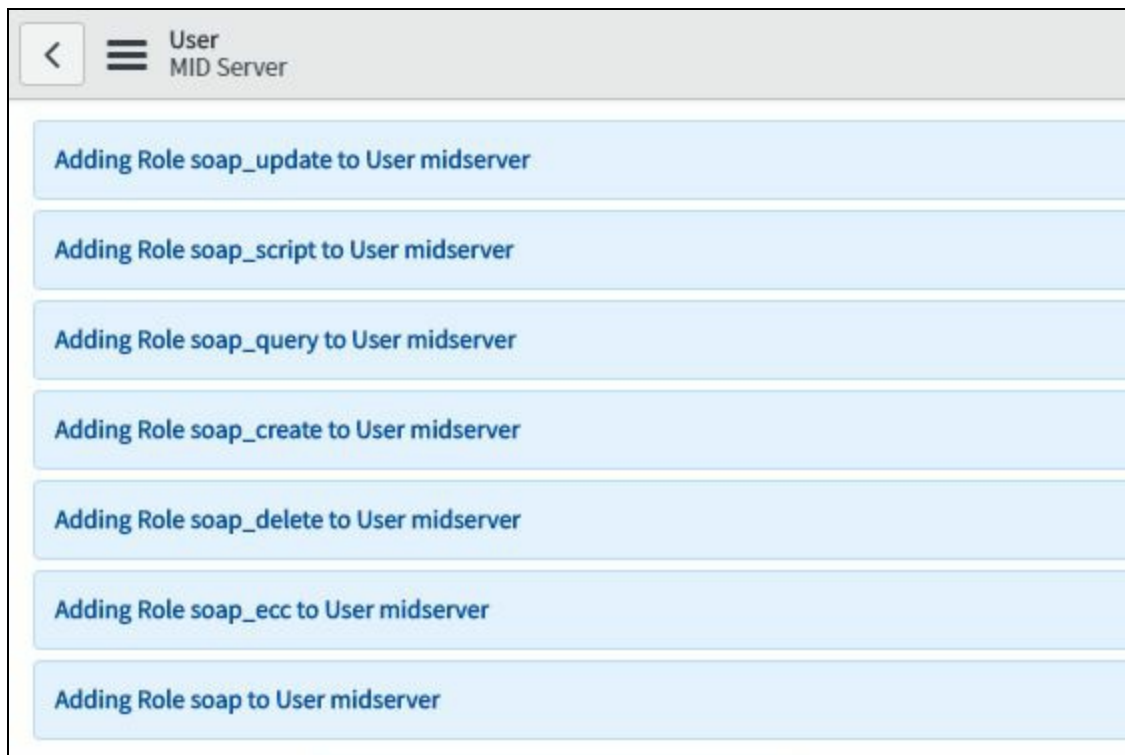 User
MID Server
Adding Role soap_update to User midserver
Adding Role soap_script to User midserver
Adding Role soap_query to User midserver
Adding Role soap_create to User midserver
Adding Role soap_delete to User midserver
Adding Role soap_ecc to User midserver
Adding Role soap to User midserver